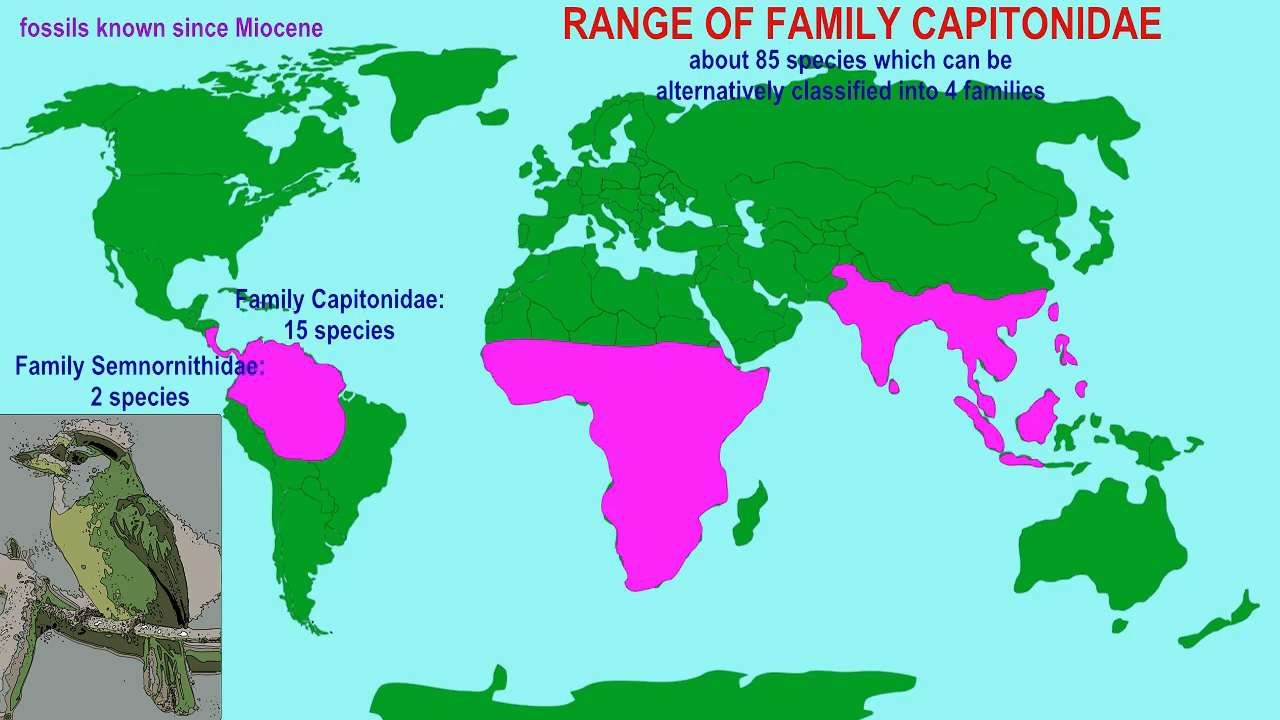 fossils known since Miocene
RANGE OF FAMILY CAPITONIDAE
about 85 species which can be
alternatively classified into 4 families
Family Capitonidae:
15 species
Family Semnornithidae:
2 species